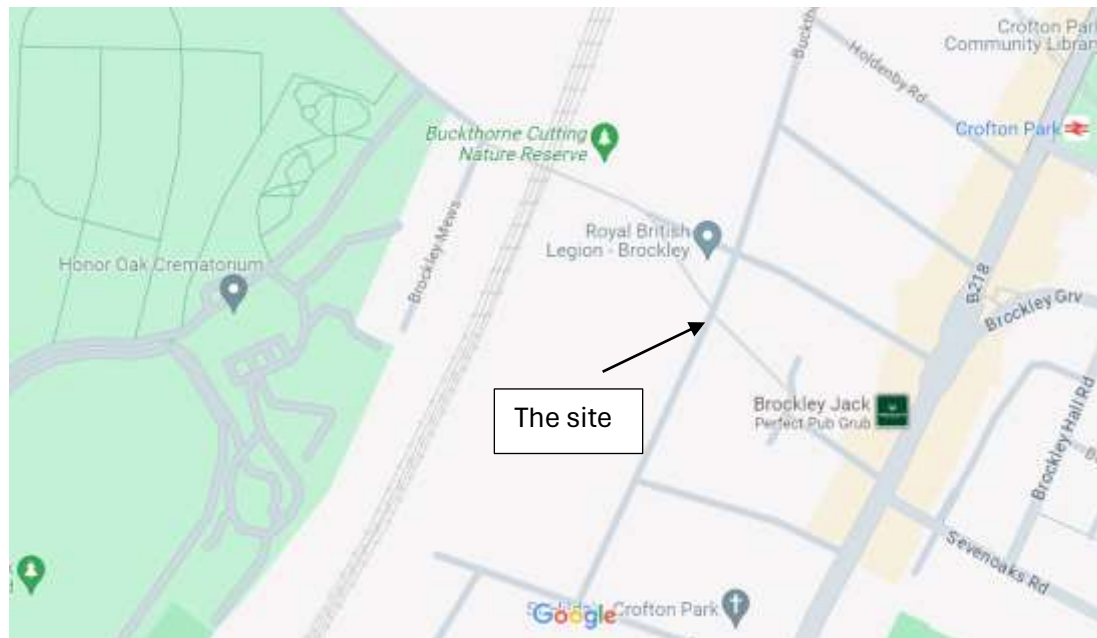 Crofton Park
Community Library
Buckth
Holdenby Rd
Crofton Park
Buckthorne Cutting
Nature Reserve
Brockley Mews
Royal British
Legion - Brockley
Honor Oak Crematorium
B218
Brockley Grv
The site
Brockley Jack
Perfect Pub Grub
Brockley Hall Rd
Sevenoaks Rd
Crofton Park
Google